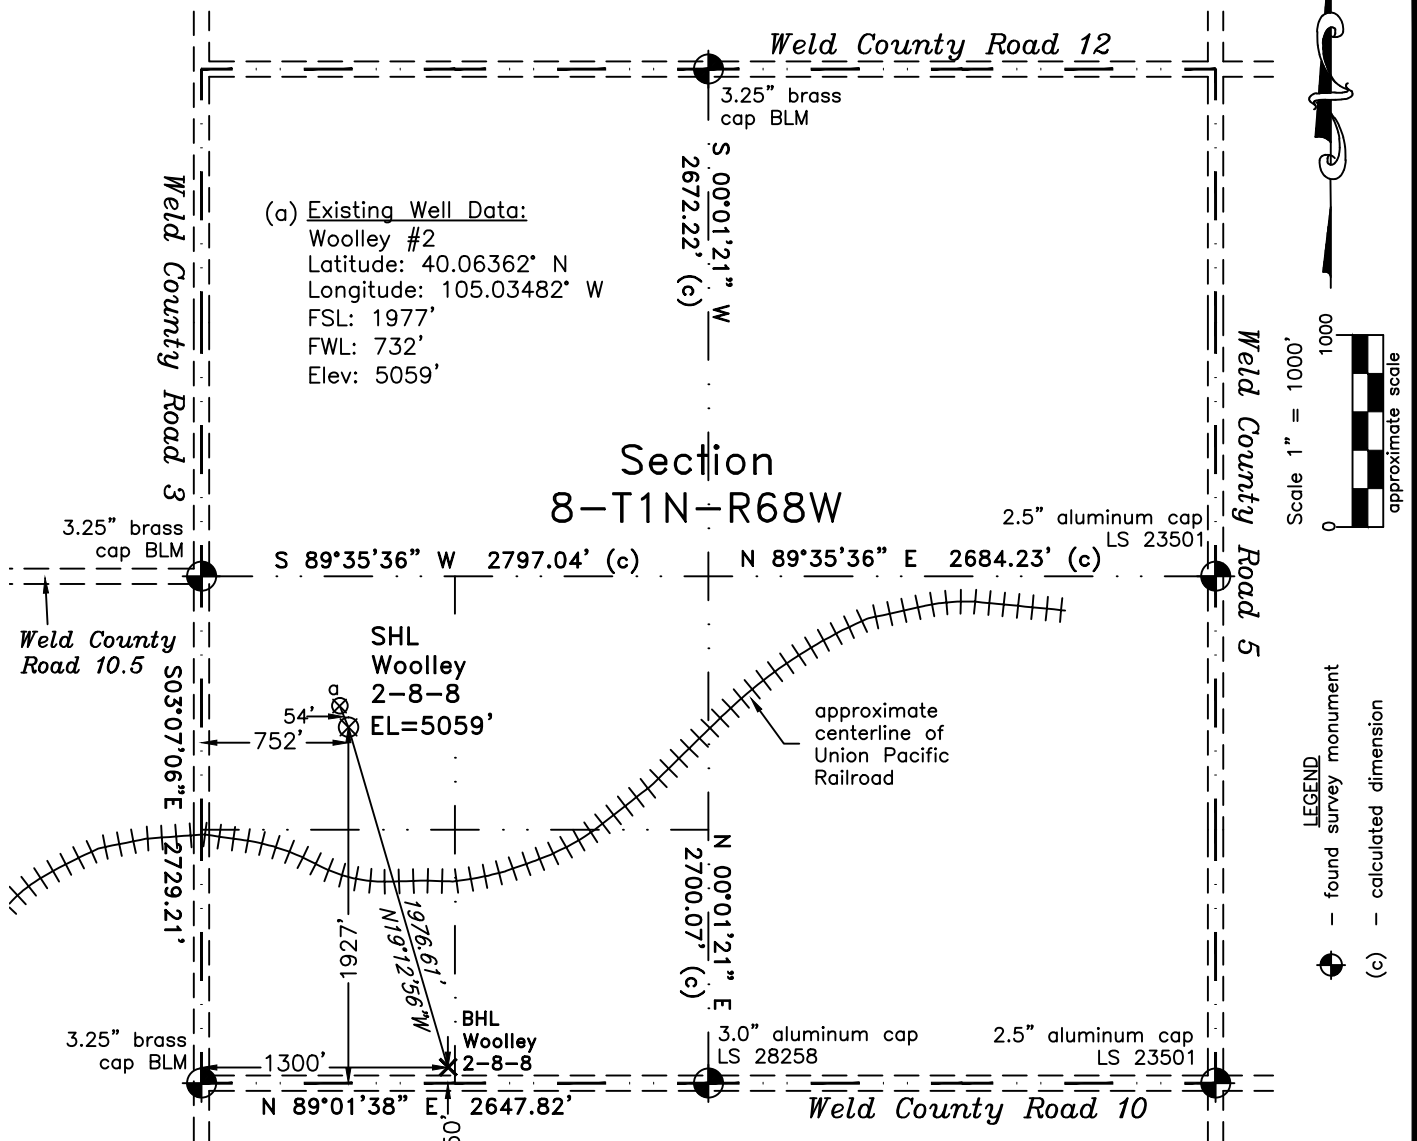 Weld County Road 12
3.25” brass
cap BLM
S 00°01'21” W
2672.22' (c)
Weld County Road 3
(a) Existing Well Data:
Woolley #2
Latitude: 40.06362° N
Longitude: 105.03482° W
FSL: 1977'
FWL: 732'
Elev: 5059'
Section
8-T1N-R68W
Weld County Road 5
Scale 1” = 1000'
0 1000
approximate scale
3.25” brass
cap BLM
2.5” aluminum cap
LS 23501
S 89°35'36” W 2797.04' (c)
N 89°35'36” E 2684.23' (c)
Weld County
Road 10.5
SHL
Woolley
2-8-8
EL=5059'
a
54'
752'
S03°07'06”E 2729.21'
approximate
centerline of
Union Pacific
Railroad
LEGEND
- found survey monument
(c) - calculated dimension
N 00°01'21” E
2700.07' (c)
1927'
1976.61'
N19°12'56”W
BHL
Woolley
2-8-8
1300'
3.25” brass
cap BLM
3.0” aluminum cap
LS 28258
2.5” aluminum cap
LS 23501
N 89°01'38” E 2647.82'
Weld County Road 10